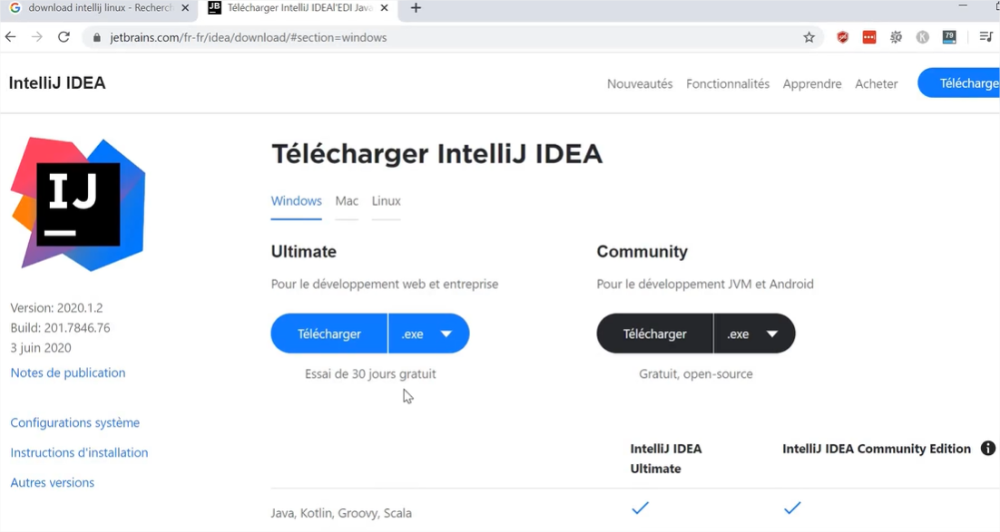 download intellij linux - Recherch
JB
Télécharger IntelliJ IDEA
jetbrains.com/fr-fr/idea/download/#section=windows
79
IntelliJ IDEA
Nouveautés Fonctionnalités Apprendre Acheter Télécharge
IJ
Télécharger IntelliJ IDEA
Windows Mac Linux
Ultimate
Community
Pour le développement web et entreprise
Pour le développement JVM et Android
Télécharger .exe
Télécharger .exe
Essai de 30 jours gratuit
Gratuit, open-source
Version: 2020.1.2
Build: 201.7846.76
3 juin 2020
Notes de publication
Configurations système
Instructions d'installation
Autres versions
IntelliJ IDEA
Ultimate
IntelliJ IDEA Community Edition
Java, Kotlin, Groovy, Scala